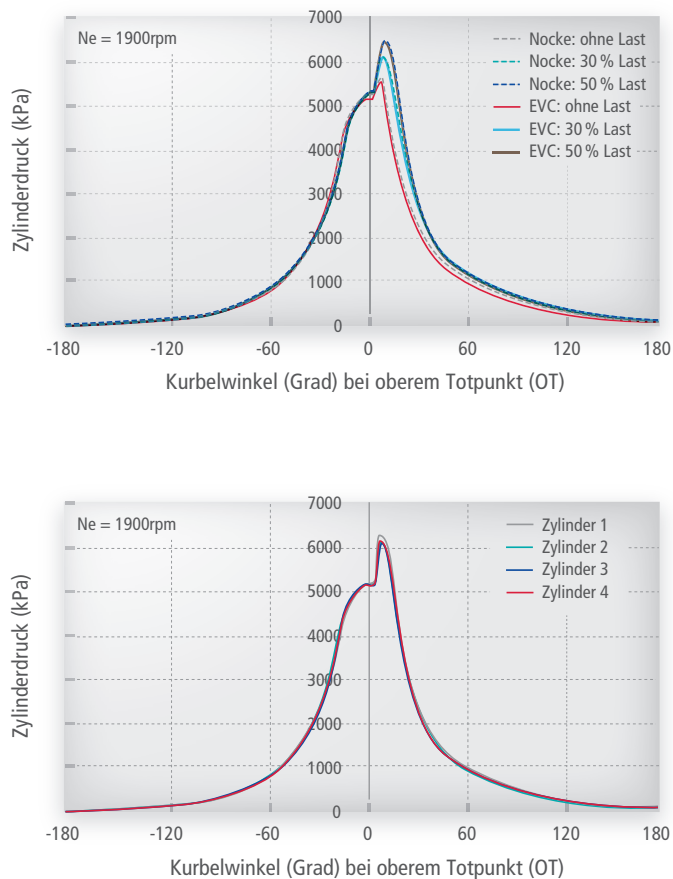 7000
Ne = 1900rpm
Nocke: ohne Last
Nocke: 30 % Last
Nocke: 50 % Last
EVC: ohne Last
EVC: 30 % Last
EVC: 50 % Last
6000
5000
4000
3000
2000
1000
0
Zylinderdruck (kPa)
-180 -120 -60 0 60 120 180
Kurbelwinkel (Grad) bei oberem Totpunkt (OT)
7000
Ne = 1900rpm
Zylinder 1
Zylinder 2
Zylinder 3
Zylinder 4
6000
5000
4000
3000
2000
1000
0
Zylinderdruck (kPa)
-180 -120 -60 0 60 120 180
Kurbelwinkel (Grad) bei oberem Totpunkt (OT)